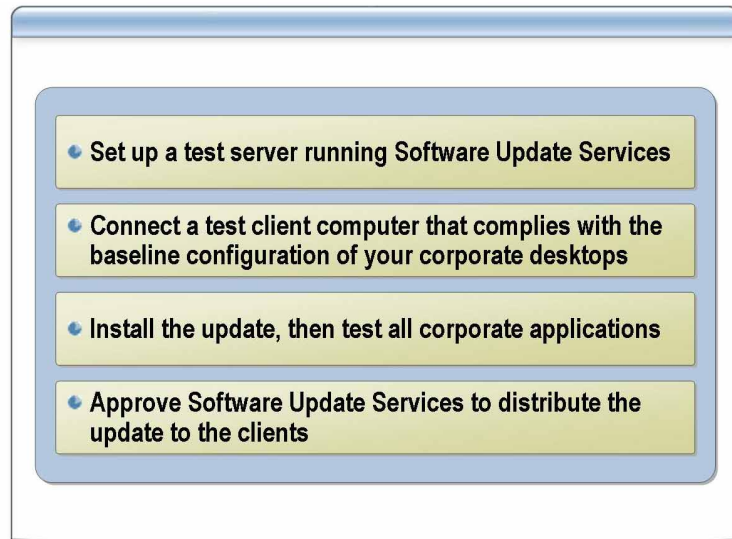 Set up a test server running Software Update Services
Connect a test client computer that complies with the
baseline configuration of your corporate desktops
Install the update, then test all corporate applications
Approve Software Update Services to distribute the
update to the clients